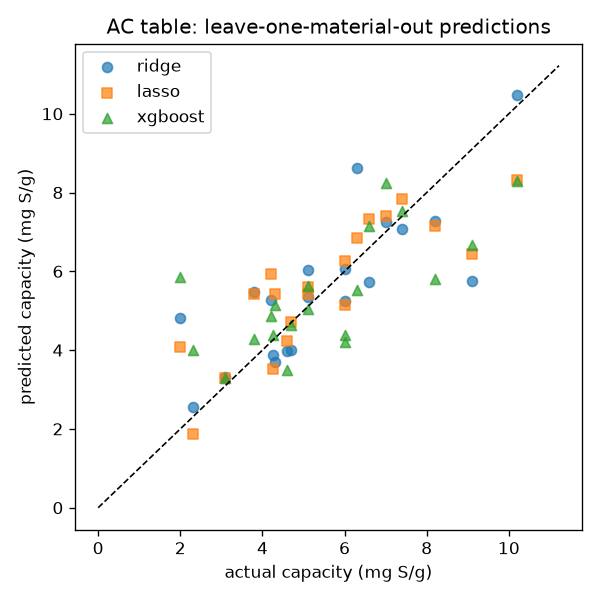 AC table: leave-one-material-out predictions
ridge
lasso
xgboost
predicted capacity (mg S/g)
10
8
6
4
2
0
0 2 4 6 8 10
actual capacity (mg S/g)